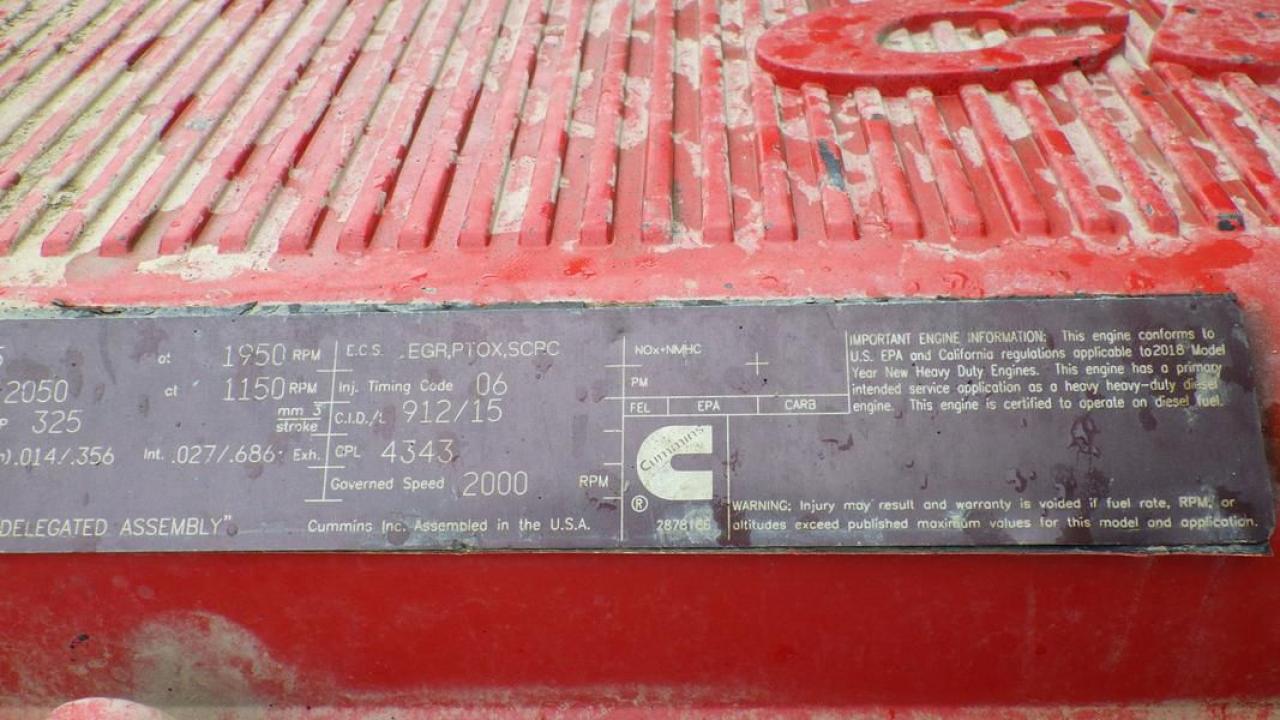 at 1950 RPM
-2050 at 1150 RPM
325 mm 3
stroke
.014/.356 Int. .027/.686 Exh.
DELEGATED ASSEMBLY"
E.C.S. EGR,PTOX,SCRC
Inj. Timing Code 06
C.I.D./L 912/15
CPL 4343
Governed Speed 2000 RPM
Cummins Inc. Assembled in the U.S.A.
NOx+NMHC +
PM
FEL EPA CARB
Cummins
®
2878166
IMPORTANT ENGINE INFORMATION: This engine conforms to
U.S. EPA and California regulations applicable to 2018 Model
Year New Heavy Duty Engines. This engine has a primary
intended service application as a heavy heavy-duty diesel
engine. This engine is certified to operate on diesel fuel.
WARNING: Injury may result and warranty is voided if fuel rate, RPM, or
altitudes exceed published maximum values for this model and application.